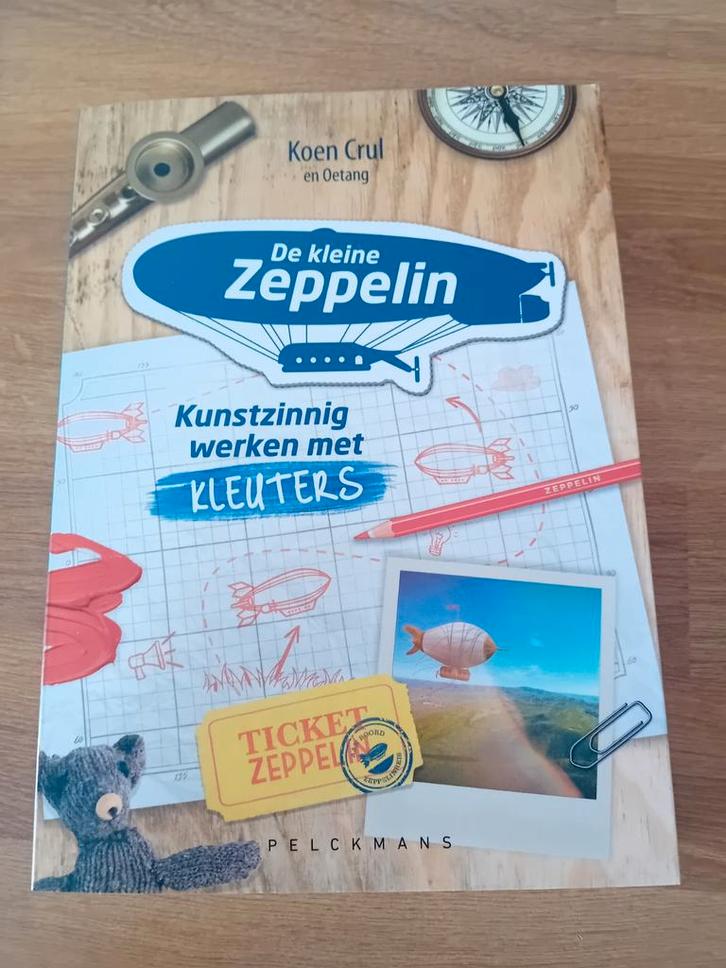 Koen Crul
en Oetang
De kleine
Zeppelin
Kunstzinnig
werken met
KLEUTERS
ZEPPELIN
TICKET
ZEPPELIN
PELCKMANS